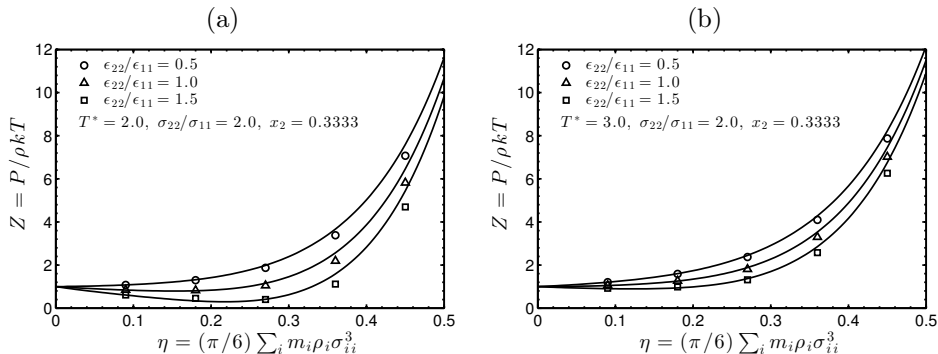 (a)
12
10
8
6
4
2
0
Z = P/ρkT
ϵ₂₂/ϵ₁₁ = 0.5
ϵ₂₂/ϵ₁₁ = 1.0
ϵ₂₂/ϵ₁₁ = 1.5
T* = 2.0, σ₂₂/σ₁₁ = 2.0, x₂ = 0.3333
0 0.1 0.2 0.3 0.4 0.5
η = (π/6) ∑ᵢ mᵢρᵢσᵢᵢ³
(b)
12
10
8
6
4
2
0
Z = P/ρkT
ϵ₂₂/ϵ₁₁ = 0.5
ϵ₂₂/ϵ₁₁ = 1.0
ϵ₂₂/ϵ₁₁ = 1.5
T* = 3.0, σ₂₂/σ₁₁ = 2.0, x₂ = 0.3333
0 0.1 0.2 0.3 0.4 0.5
η = (π/6) ∑ᵢ mᵢρᵢσᵢᵢ³